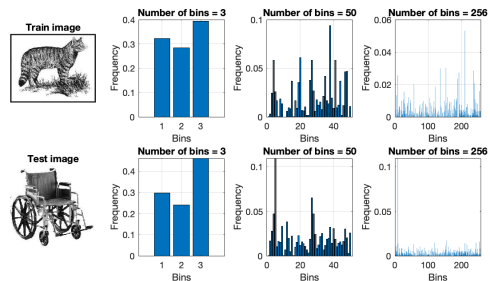 Train image
Number of bins = 3
Number of bins = 50
Number of bins = 256
Frequency
0.4
0.3
0.2
0.1
0
1 2 3
Bins
Frequency
0.1
0.05
0
0 20 40
Bins
Frequency
0.06
0.04
0.02
0
0 100 200
Bins
Test image
Number of bins = 3
Number of bins = 50
Number of bins = 256
Frequency
0.4
0.3
0.2
0.1
0
1 2 3
Bins
Frequency
0.1
0.05
0
0 20 40
Bins
Frequency
0.1
0.05
0
0 100 200
Bins